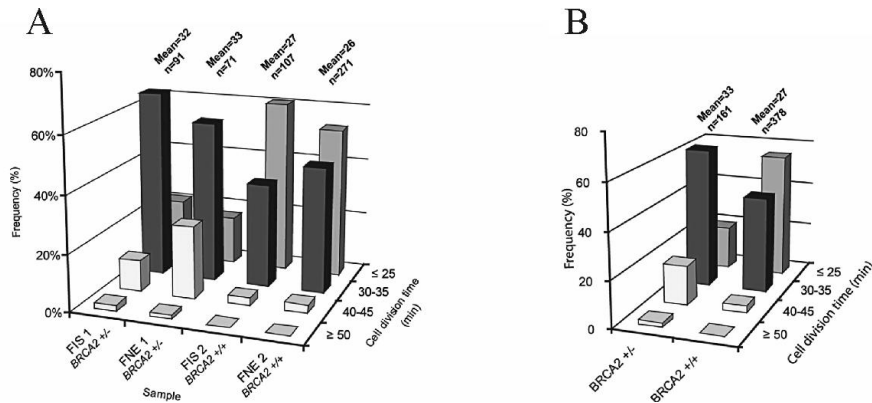 A
Mean=32
n=91
Mean=33
n=71
Mean=27
n=107
Mean=26
n=271
80%
60%
40%
20%
0%
Frequency (%)
≤ 25
30-35
40-45
≥ 50
Cell division time
(min)
FIS 1
BRCA2 +/-
FNE 1
BRCA2 +/-
FIS 2
BRCA2 +/+
FNE 2
BRCA2 +/+
Sample
B
Mean=33
n=161
Mean=27
n=378
80
60
40
20
0
Frequency (%)
≤ 25
30-35
40-45
≥ 50
Cell division time (min)
BRCA2 +/-
BRCA2 +/+